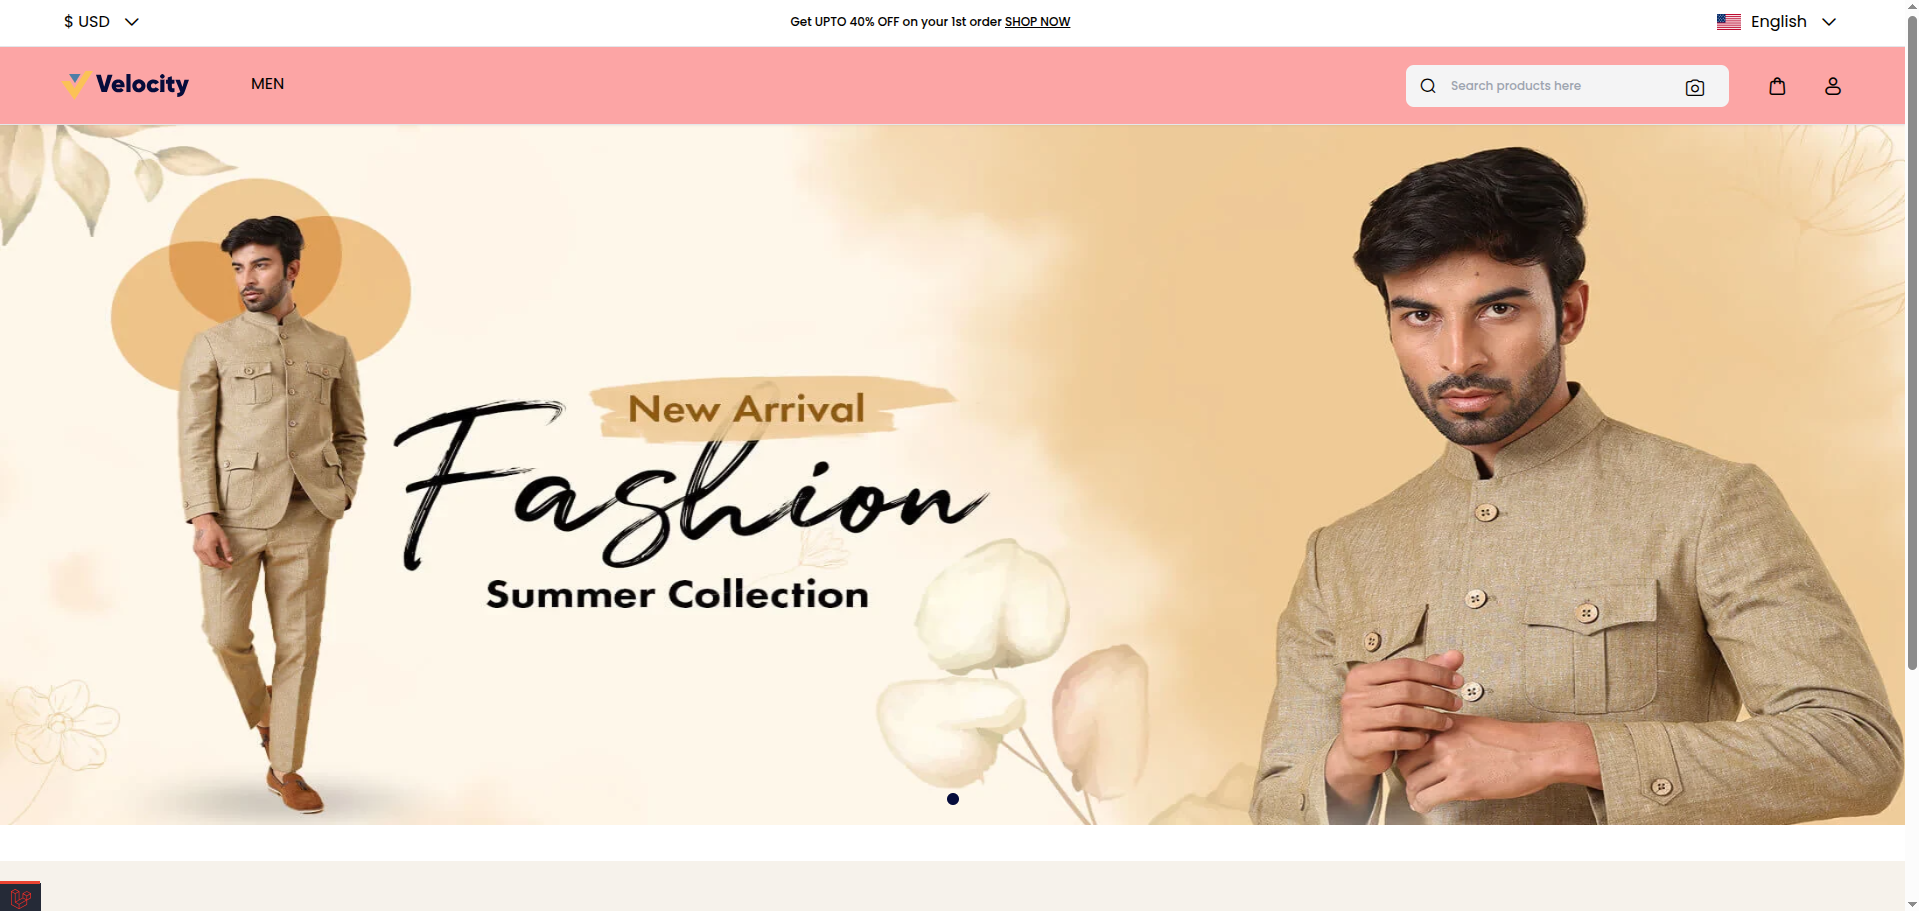 $ USD
Get UPTO 40% OFF on your 1st order SHOP NOW
English
Velocity
MEN
Search products here
New Arrival
Fashion
Summer Collection